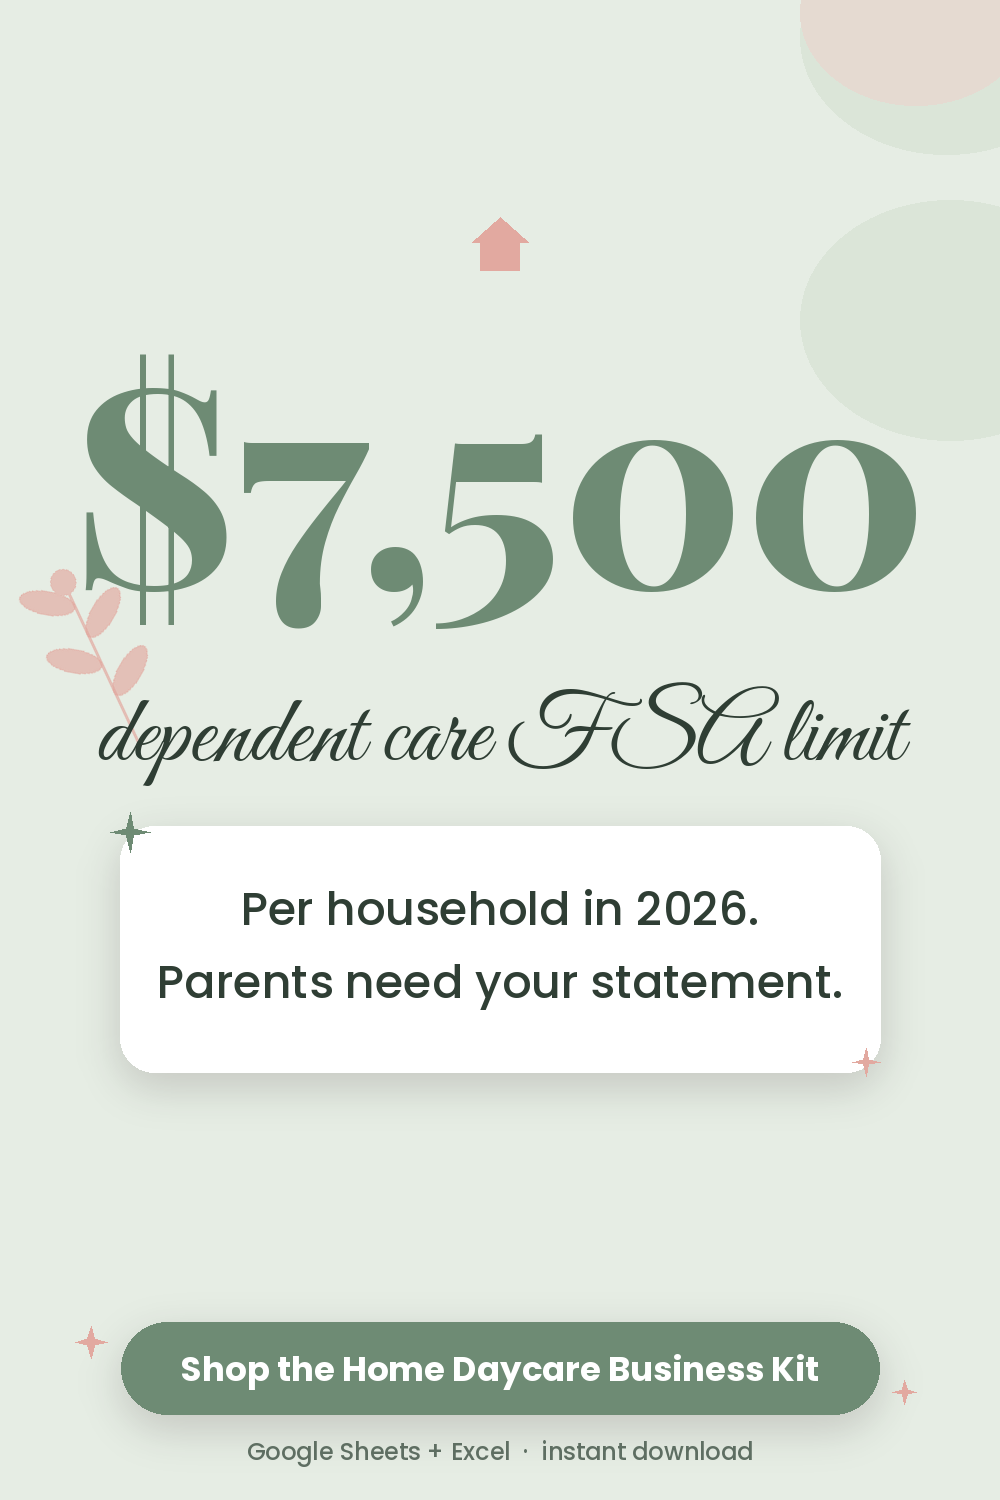 $7,500
dependent care FSA limit
Per household in 2026.
Parents need your statement.
Shop the Home Daycare Business Kit
Google Sheets + Excel · instant download